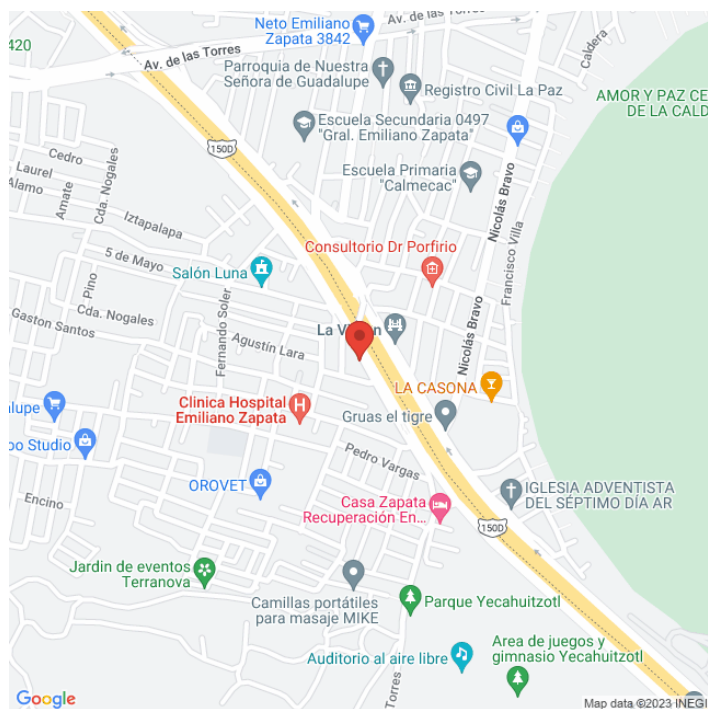 Neto Emiliano
Zapata 3842
Av. de las Torres
Av. de las Torres
420
Caldera
Parroquia de Nuestra
Señora de Guadalupe
Registro Civil La Paz
AMOR Y PAZ CE
DE LA CALD
Escuela Secundaria 0497
"Gral. Emiliano Zapata"
150D
Cedro
Laurel
Alamo
Amate
Cda. Nogales
Escuela Primaria
"Calmecac"
Nicolás Bravo
Iztapalapa
5 de Mayo
Consultorio Dr Porfirio
Francisco Villa
Salón Luna
Pino
Cda. Nogales
Fernando Soler
Gaston Santos
Agustín Lara
La Vi
n
Nicolás Bravo
LA CASONA
Clinica Hospital
Emiliano Zapata
alupe
Gruas el tigre
oo Studio
Pedro Vargas
OROVET
Encino
IGLESIA ADVENTISTA
DEL SÉPTIMO DÍA AR
Casa Zapata
Recuperación En...
150D
Jardin de eventos
Terranova
Camillas portátiles
para masaje MIKE
Parque Yecahuitzotl
Auditorio al aire libre
Torres
Area de juegos y
gimnasio Yecahuitzotl
Google
Map data ©2023 INEGI